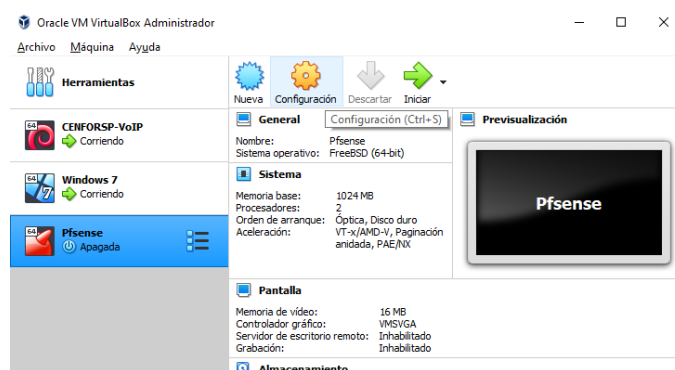 Oracle VM VirtualBox Administrador
Archivo Máquina Ayuda
Herramientas
Nueva Configuración Descartar Iniciar
Configuración (Ctrl+S)
64
CENFORSP-VoIP
Corriendo
64
Windows 7
Corriendo
64
Pfsense
Apagada
General
Nombre: Pfsense
Sistema operativo: FreeBSD (64-bit)
Sistema
Memoria base: 1024 MB
Procesadores: 2
Orden de arranque: Óptica, Disco duro
Aceleración: VT-x/AMD-V, Paginación
anidada, PAE/NX
Previsualización
Pfsense
Pantalla
Memoria de vídeo: 16 MB
Controlador gráfico: VMSVGA
Servidor de escritorio remoto: Inhabilitado
Grabación: Inhabilitado
Almacenamiento